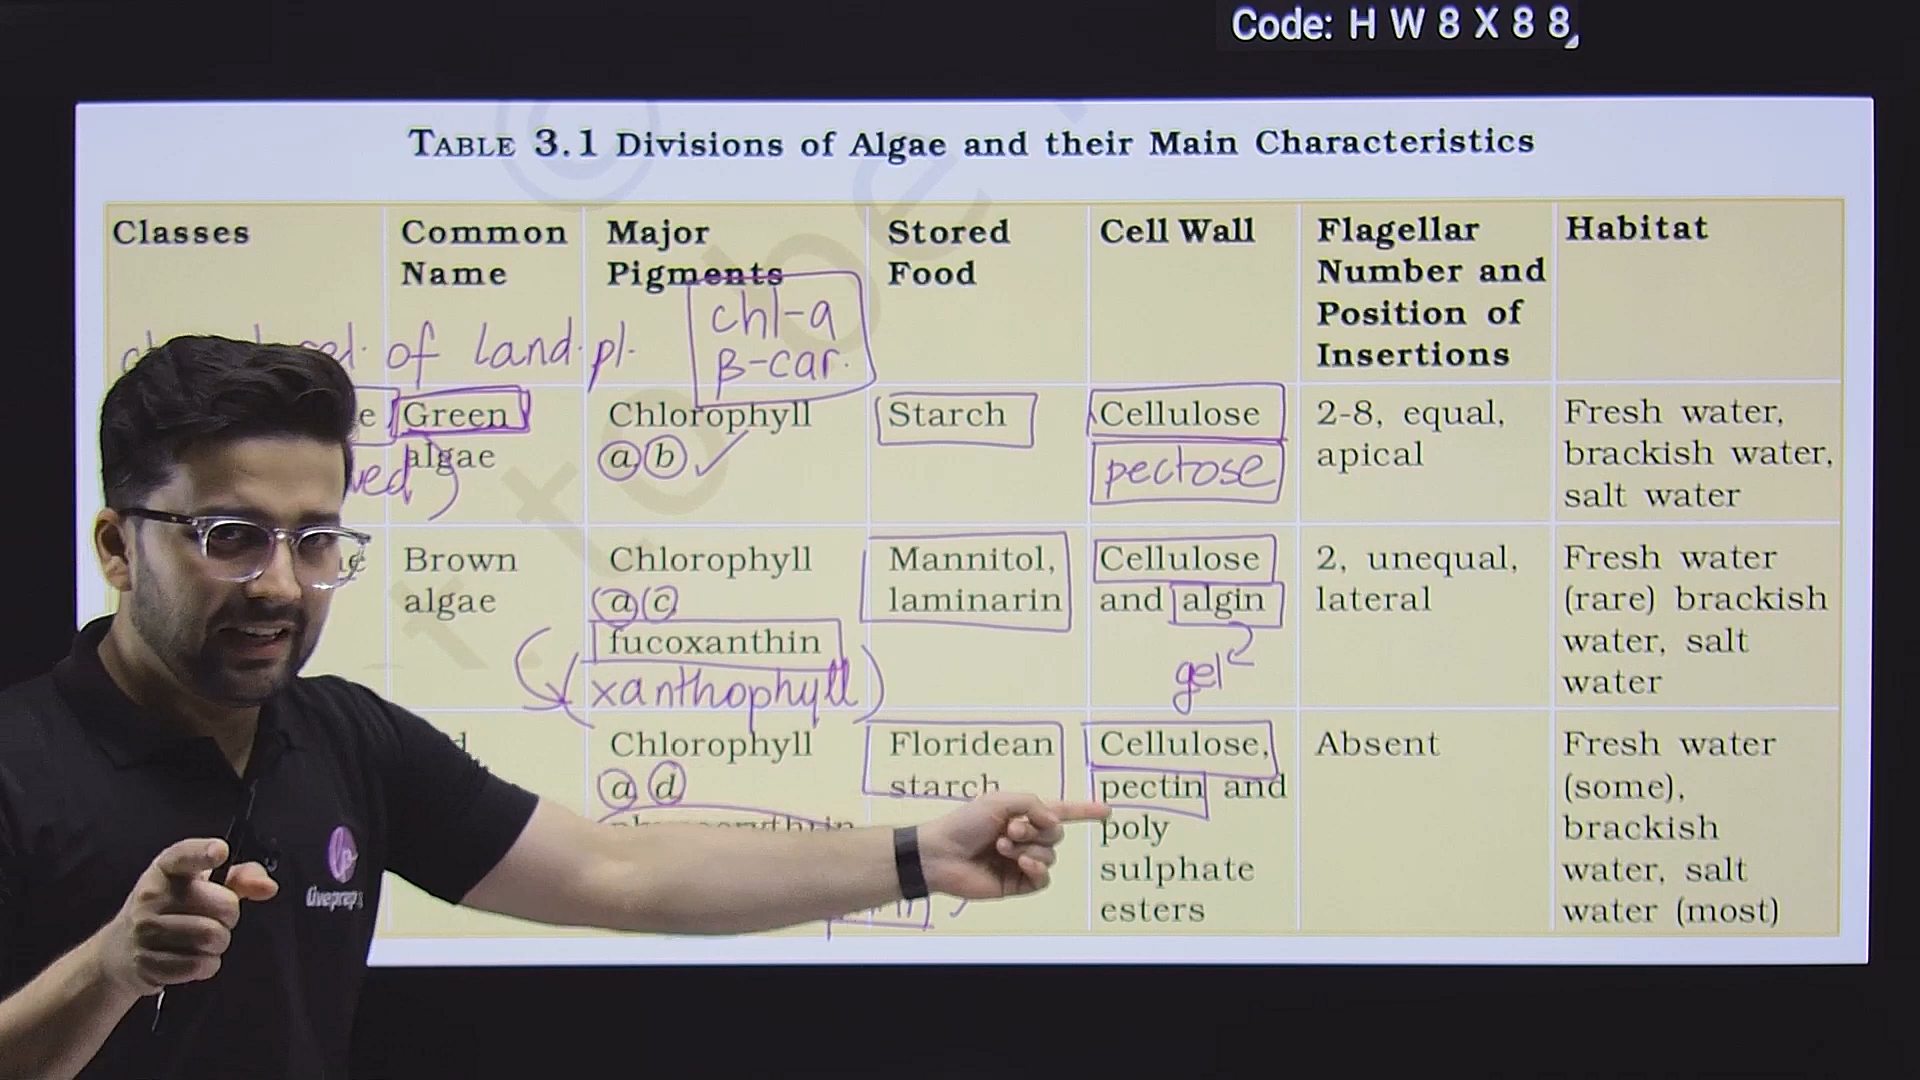 Code: H W 8 X 8 8
TABLE 3.1 Divisions of Algae and their Main Characteristics
Classes
Common
Name
Major
Pigments
Stored
Food
Cell Wall
Flagellar
Number and
Position of
Insertions
Habitat
of land pl.
chl-a
β-car.
Green
algae
Chlorophyll
a, b
Starch
Cellulose
pectose
2-8, equal,
apical
Fresh water,
brackish water,
salt water
Brown
algae
Chlorophyll
a, c
fucoxanthin
(xanthophyll)
Mannitol,
laminarin
Cellulose
and algin
gel
2, unequal,
lateral
Fresh water
(rare) brackish
water, salt
water
Chlorophyll
a, d
Floridean
starch
Cellulose,
pectin and
poly
sulphate
esters
Absent
Fresh water
(some),
brackish
water, salt
water (most)
liveprep